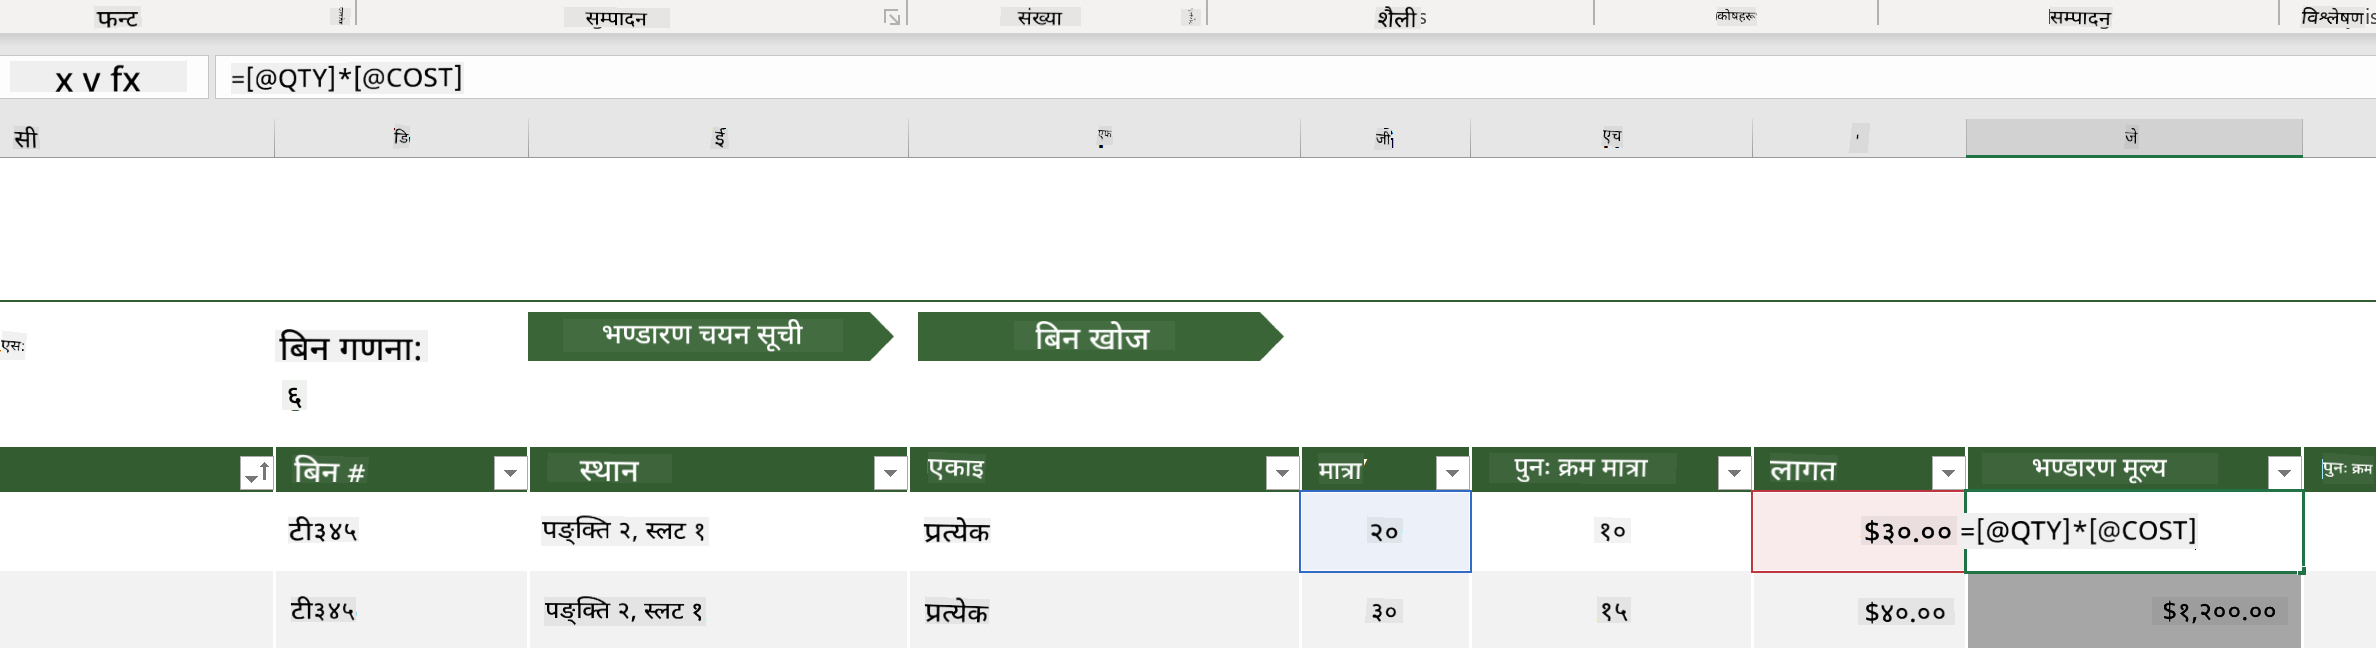 फन्ट सम्पादन संख्या शैली कोषहरू सम्पादन विश्लेषण
x v fx =[@QTY]*[@COST]
सी डि ई एफ जी एच जे
एस: बिन गणना: भण्डारण चयन सूची बिन खोज
६
बिन # स्थान एकाइ मात्रा पुनः क्रम मात्रा लागत भण्डारण मूल्य पुनः क्रम
टी३४५ पङ्क्ति २, स्लट १ प्रत्येक २० १० $३०.०० =[@QTY]*[@COST]
टी३४५ पङ्क्ति २, स्लट १ प्रत्येक ३० १५ $४०.०० $१,२००.००